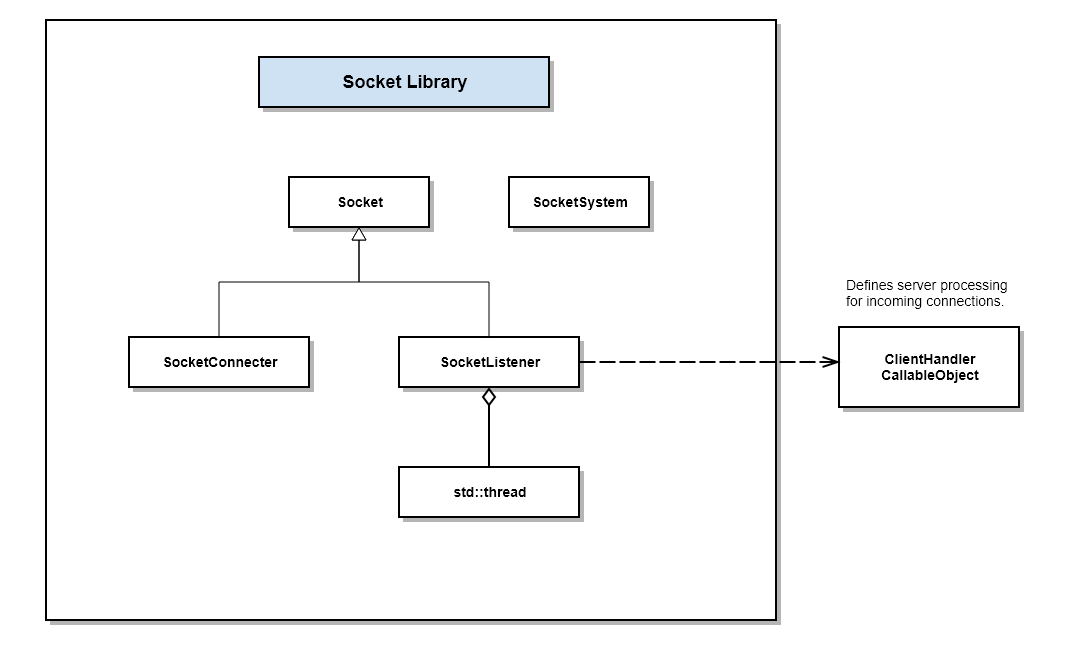 Socket Library
Socket
SocketSystem
Defines server processing
for incoming connections.
SocketConnecter
SocketListener
ClientHandler
CallableObject
std::thread